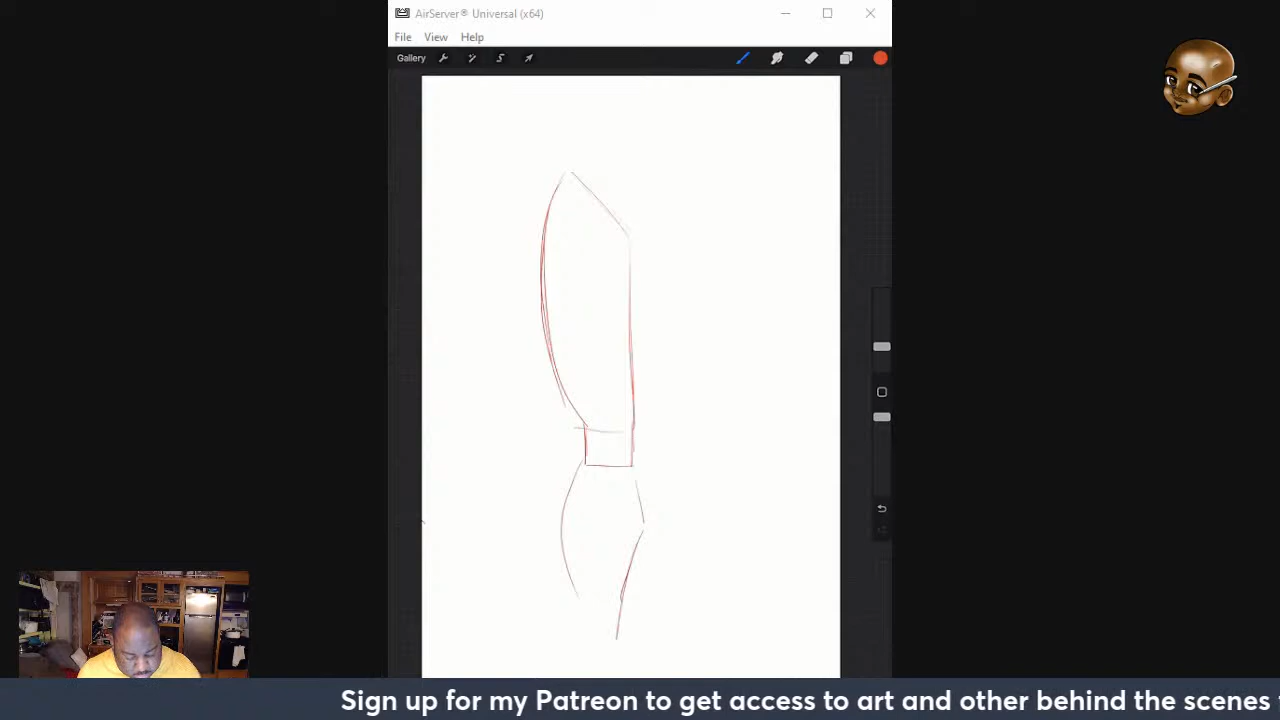 AirServer® Universal (x64)
File View Help
Gallery
Sign up for my Patreon to get access to art and other behind the scenes